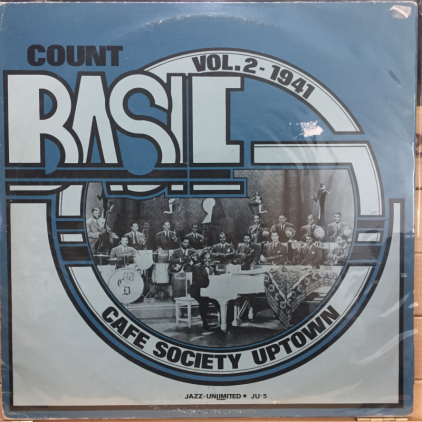 COUNT
BASIE
VOL. 2 - 1941
CAFE SOCIETY UPTOWN
JAZZ-UNLIMITED • JU-5